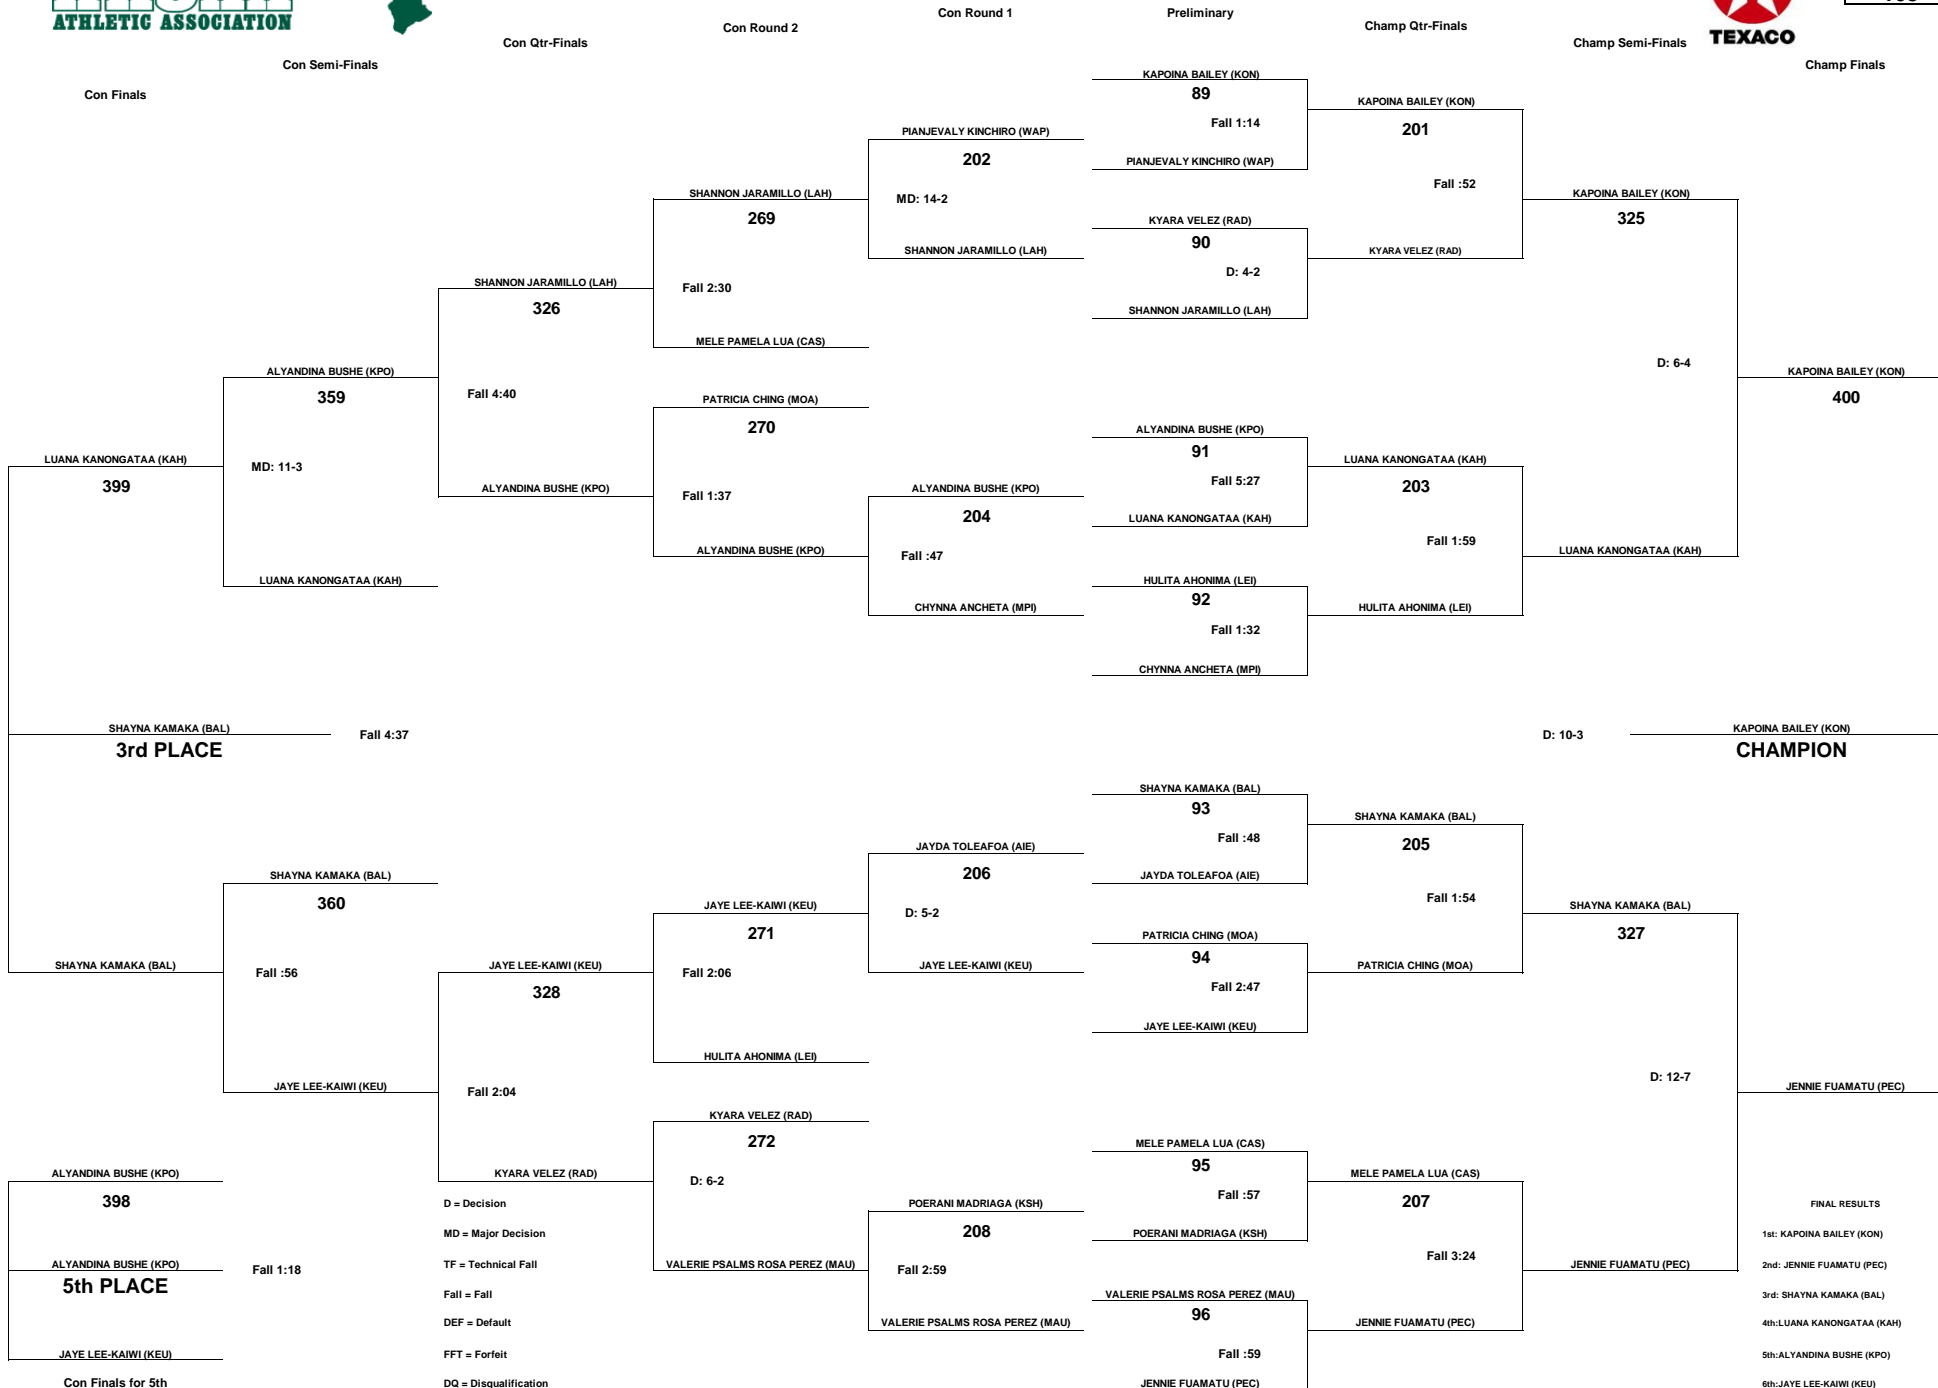 ATHLETIC ASSOCIATION
TEXACO
Con Finals
Con Semi-Finals
Con Qtr-Finals
Con Round 2
Con Round 1
Preliminary
Champ Qtr-Finals
Champ Semi-Finals
Champ Finals
LUANA KANONGATAA (KAH)
399
SHAYNA KAMAKA (BAL)
Fall 4:37
3rd PLACE
SHAYNA KAMAKA (BAL)
ALYANDINA BUSHE (KPO)
398
ALYANDINA BUSHE (KPO)
Fall 1:18
5th PLACE
JAYE LEE-KAIWI (KEU)
Con Finals for 5th
ALYANDINA BUSHE (KPO)
359
MD: 11-3
LUANA KANONGATAA (KAH)
SHAYNA KAMAKA (BAL)
360
Fall :56
JAYE LEE-KAIWI (KEU)
SHANNON JARAMILLO (LAH)
326
Fall 4:40
ALYANDINA BUSHE (KPO)
JAYE LEE-KAIWI (KEU)
328
Fall 2:04
KYARA VELEZ (RAD)
D = Decision
MD = Major Decision
TF = Technical Fall
Fall = Fall
DEF = Default
FFT = Forfeit
DQ = Disqualification
SHANNON JARAMILLO (LAH)
269
Fall 2:30
MELE PAMELA LUA (CAS)
PATRICIA CHING (MOA)
270
Fall 1:37
ALYANDINA BUSHE (KPO)
JAYE LEE-KAIWI (KEU)
271
Fall 2:06
HULITA AHONIMA (LEI)
KYARA VELEZ (RAD)
272
D: 6-2
VALERIE PSALMS ROSA PEREZ (MAU)
PIANJEVALY KINCHIRO (WAP)
202
MD: 14-2
SHANNON JARAMILLO (LAH)
ALYANDINA BUSHE (KPO)
204
Fall :47
CHYNNA ANCHETA (MPI)
JAYDA TOLEAFOA (AIE)
206
D: 5-2
JAYE LEE-KAIWI (KEU)
POERANI MADRIAGA (KSH)
208
Fall 2:59
VALERIE PSALMS ROSA PEREZ (MAU)
KAPOINA BAILEY (KON)
89
Fall 1:14
PIANJEVALY KINCHIRO (WAP)
KYARA VELEZ (RAD)
90
D: 4-2
SHANNON JARAMILLO (LAH)
ALYANDINA BUSHE (KPO)
91
Fall 5:27
LUANA KANONGATAA (KAH)
HULITA AHONIMA (LEI)
92
Fall 1:32
CHYNNA ANCHETA (MPI)
SHAYNA KAMAKA (BAL)
93
Fall :48
JAYDA TOLEAFOA (AIE)
PATRICIA CHING (MOA)
94
Fall 2:47
JAYE LEE-KAIWI (KEU)
MELE PAMELA LUA (CAS)
95
Fall :57
POERANI MADRIAGA (KSH)
VALERIE PSALMS ROSA PEREZ (MAU)
96
Fall :59
JENNIE FUAMATU (PEC)
KAPOINA BAILEY (KON)
201
Fall :52
KYARA VELEZ (RAD)
LUANA KANONGATAA (KAH)
203
Fall 1:59
HULITA AHONIMA (LEI)
SHAYNA KAMAKA (BAL)
205
Fall 1:54
PATRICIA CHING (MOA)
MELE PAMELA LUA (CAS)
207
Fall 3:24
JENNIE FUAMATU (PEC)
KAPOINA BAILEY (KON)
325
D: 6-4
LUANA KANONGATAA (KAH)
SHAYNA KAMAKA (BAL)
327
D: 12-7
JENNIE FUAMATU (PEC)
KAPOINA BAILEY (KON)
400
D: 10-3
KAPOINA BAILEY (KON)
CHAMPION
JENNIE FUAMATU (PEC)
FINAL RESULTS
1st: KAPOINA BAILEY (KON)
2nd: JENNIE FUAMATU (PEC)
3rd: SHAYNA KAMAKA (BAL)
4th:LUANA KANONGATAA (KAH)
5th:ALYANDINA BUSHE (KPO)
6th:JAYE LEE-KAIWI (KEU)